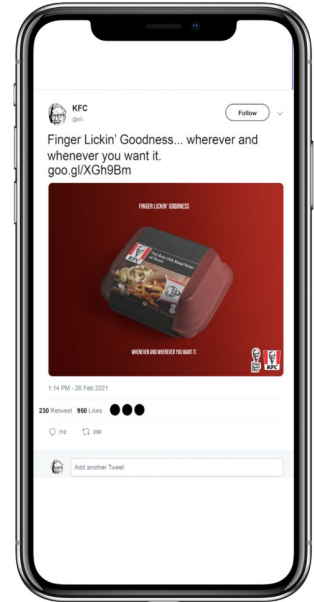 KFC
@kfc
Follow
Finger Lickin' Goodness... wherever and
whenever you want it.
goo.gl/XGh9Bm
FINGER LICKIN' GOODNESS
KFC
WHENEVER AND WHEREVER YOU WANT IT.
KFC
1:14 PM - 26 Feb 2021
230 Retweet 950 Likes
112 230
Add another Tweet